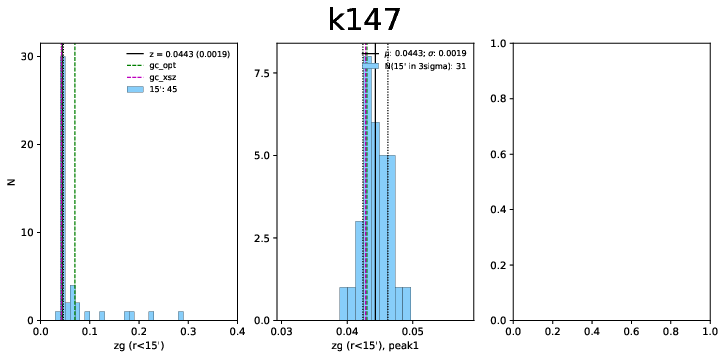 k147
z = 0.0443 (0.0019)
gc_opt
gc_xsz
15': 45
N
30
20
10
0
0.0 0.1 0.2 0.3 0.4
zg (r<15')
μ: 0.0443; σ: 0.0019
N(15' in 3sigma): 31
7.5
5.0
2.5
0.0
0.03 0.04 0.05
zg (r<15'), peak1
1.0
0.8
0.6
0.4
0.2
0.0
0.0 0.2 0.4 0.6 0.8 1.0